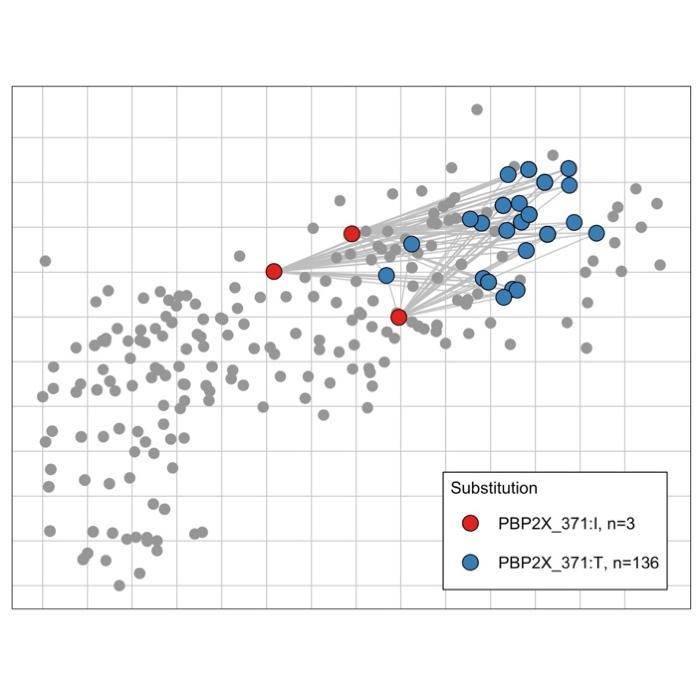 Substitution
PBP2X_371:I, n=3
PBP2X_371:T, n=136